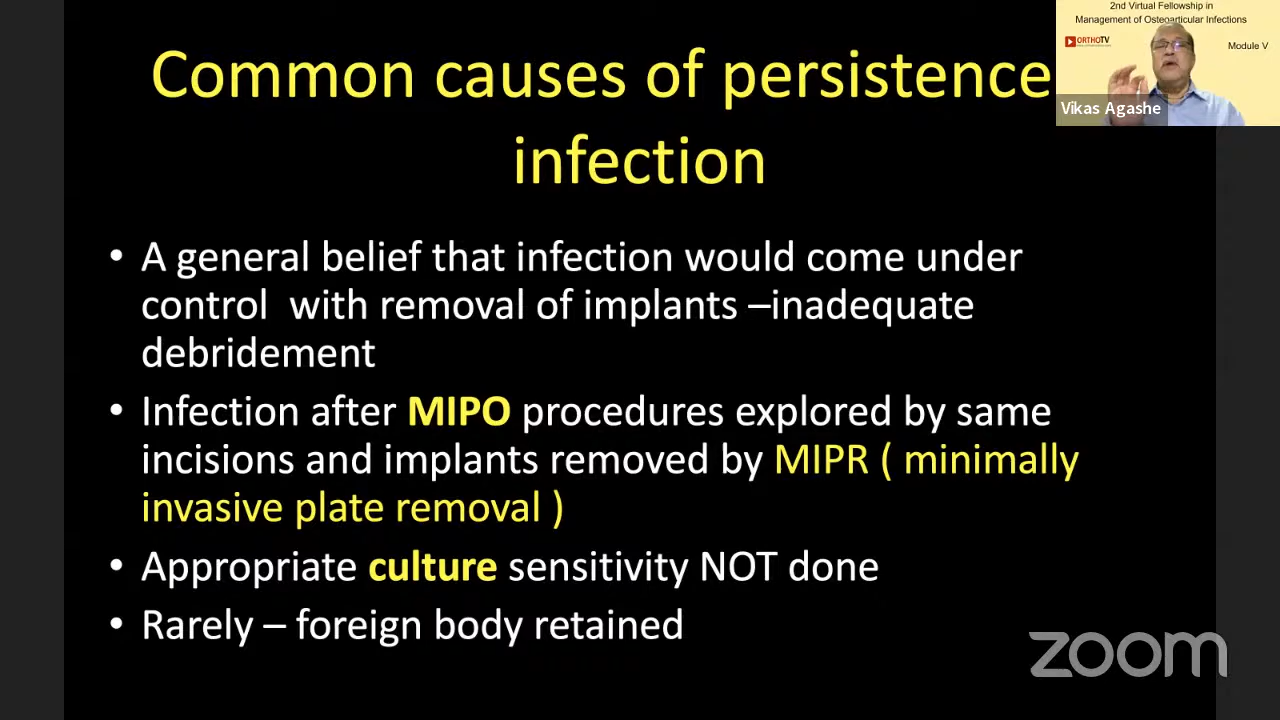 Common causes of persistence
infection
• A general belief that infection would come under
control with removal of implants –inadequate
debridement
• Infection after MIPO procedures explored by same
incisions and implants removed by MIPR ( minimally
invasive plate removal )
• Appropriate culture sensitivity NOT done
• Rarely – foreign body retained
2nd Virtual Fellowship in
Management of Osteoarticular Infections
ORTHOTV
Module V
Vikas Agashe
zoom